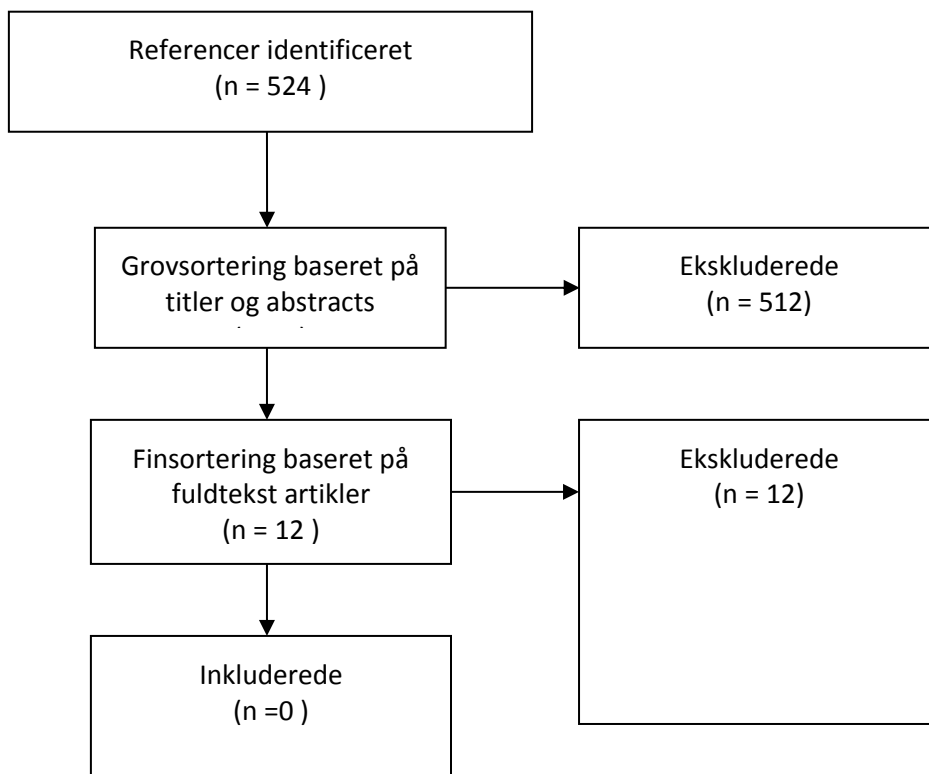 Referencer identificeret
(n = 524 )
Grovsortering baseret på
titler og abstracts
Ekskluderede
(n = 512)
Finsortering baseret på
fuldtekst artikler
(n = 12 )
Ekskluderede
(n = 12)
Inkluderede
(n =0 )